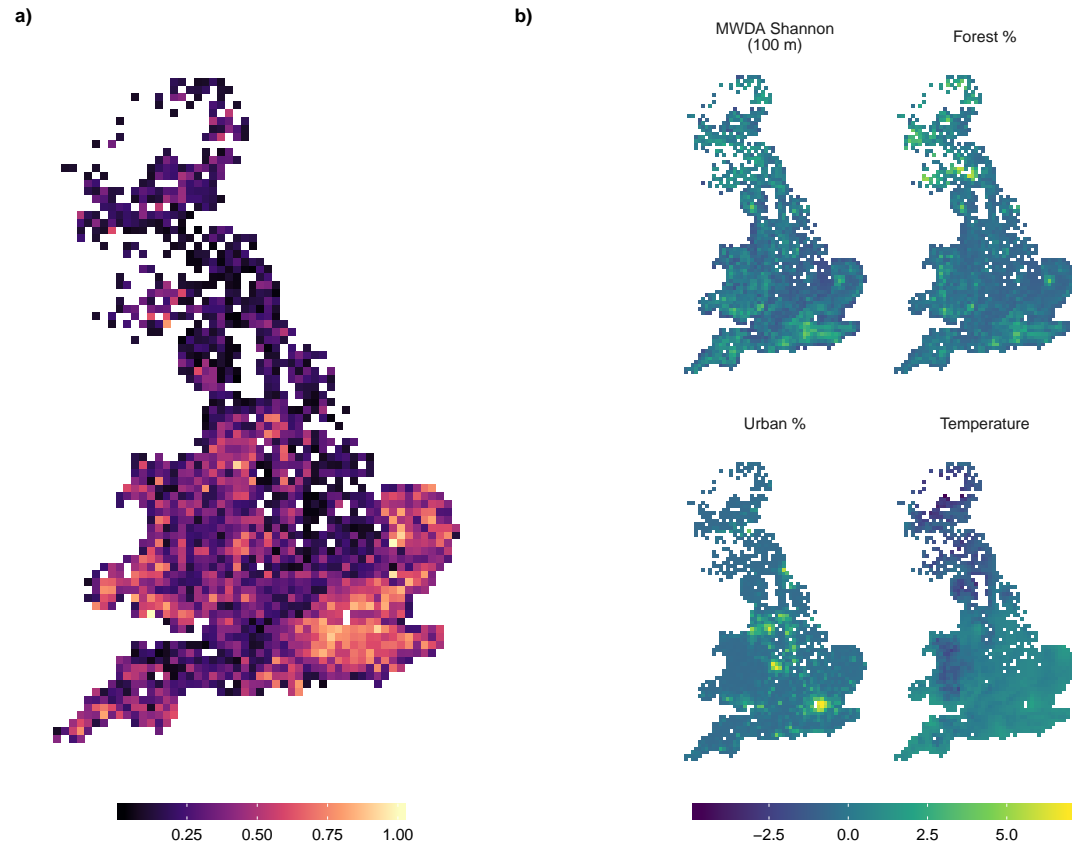 a)
b)
MWDA Shannon
(100 m)
Forest %
Urban %
Temperature
0.25 0.50 0.75 1.00
−2.5 0.0 2.5 5.0